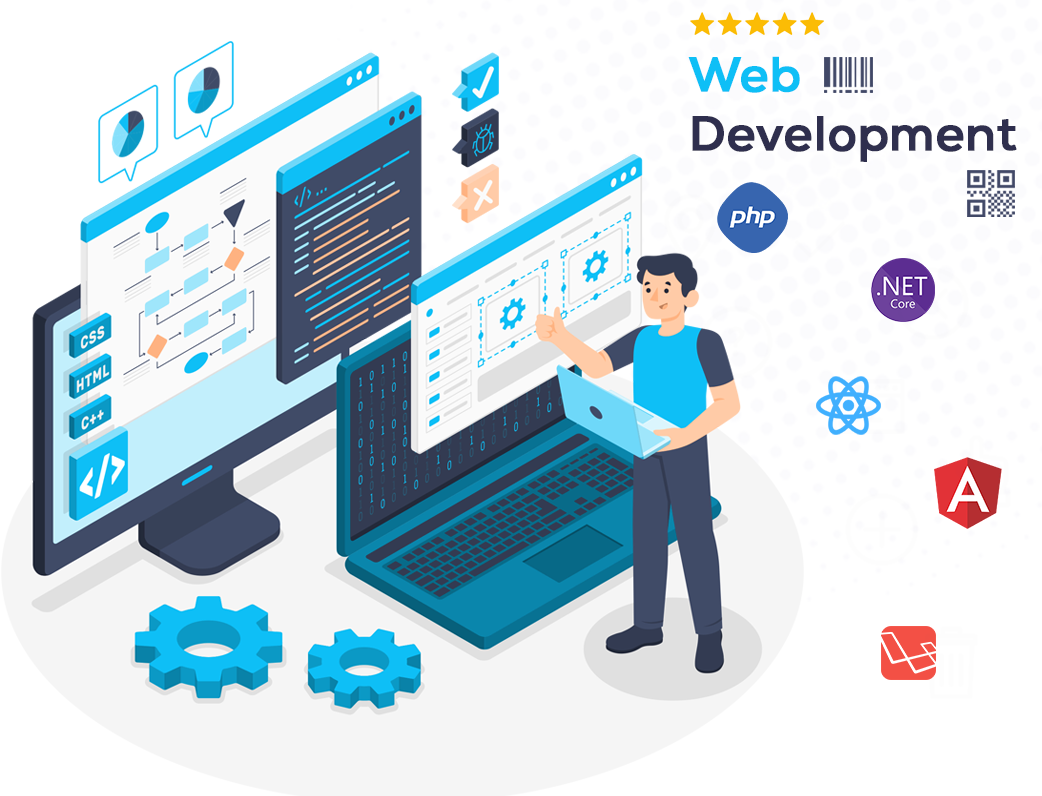 Web
Development
php
.NET
Core
CSS
HTML
C++
</>
</>...